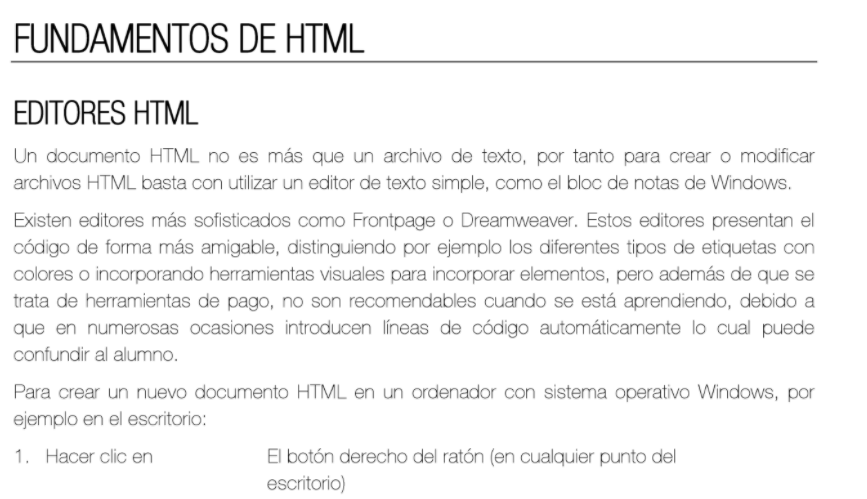 FUNDAMENTOS DE HTML
EDITORES HTML
Un documento HTML no es más que un archivo de texto, por tanto para crear o modificar
archivos HTML basta con utilizar un editor de texto simple, como el bloc de notas de Windows.
Existen editores más sofisticados como Frontpage o Dreamweaver. Estos editores presentan el
código de forma más amigable, distinguiendo por ejemplo los diferentes tipos de etiquetas con
colores o incorporando herramientas visuales para incorporar elementos, pero además de que se
trata de herramientas de pago, no son recomendables cuando se está aprendiendo, debido a
que en numerosas ocasiones introducen líneas de código automáticamente lo cual puede
confundir al alumno.
Para crear un nuevo documento HTML en un ordenador con sistema operativo Windows, por
ejemplo en el escritorio:
1. Hacer clic en El botón derecho del ratón (en cualquier punto del
escritorio)